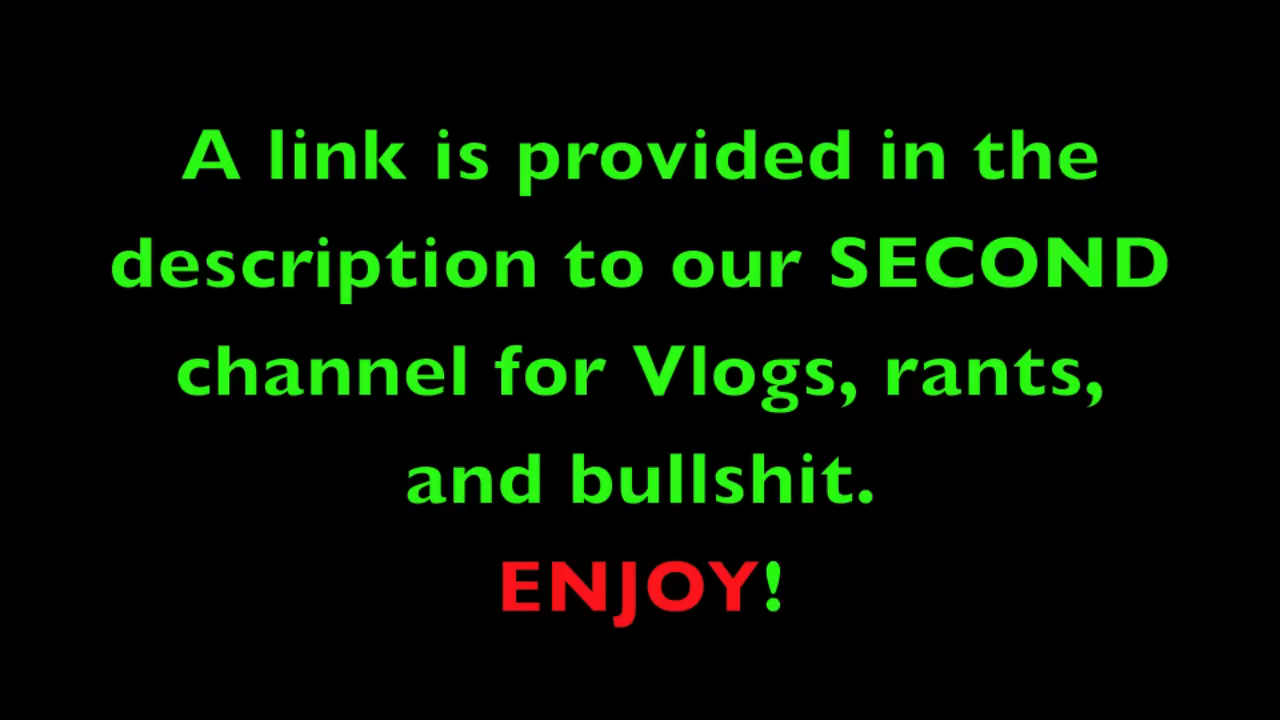 A link is provided in the
description to our SECOND
channel for Vlogs, rants,
and bullshit.
ENJOY!